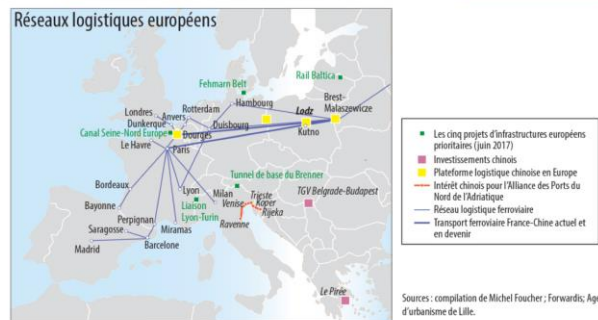 Réseaux logistiques européens
Rail Baltica
Fehmarn Belt
Hambourg
Lodz
Brest-
Malaszewicze
Londres
Anvers
Rotterdam
Dunkerque
Canal Seine-Nord Europe
Dourges
Duisbourg
Kutno
Le Havre
Paris
Bordeaux
Lyon
Milan
Tunnel de base du Brenner
Trieste
Venise
Koper
Rijeka
TGV Belgrade-Budapest
Bayonne
Liaison
Lyon-Turin
Ravenne
Perpignan
Saragosse
Miramas
Madrid
Barcelone
Le Pirée
Les cinq projets d'infrastructures européens
prioritaires (juin 2017)
Investissements chinois
Plateforme logistique chinoise en Europe
Intérêt chinois pour l'Alliance des Ports du
Nord de l'Adriatique
Réseau logistique ferroviaire
Transport ferroviaire France-Chine actuel et
en devenir
Sources : compilation de Michel Foucher ; Forwardis; Age
d'urbanisme de Lille.